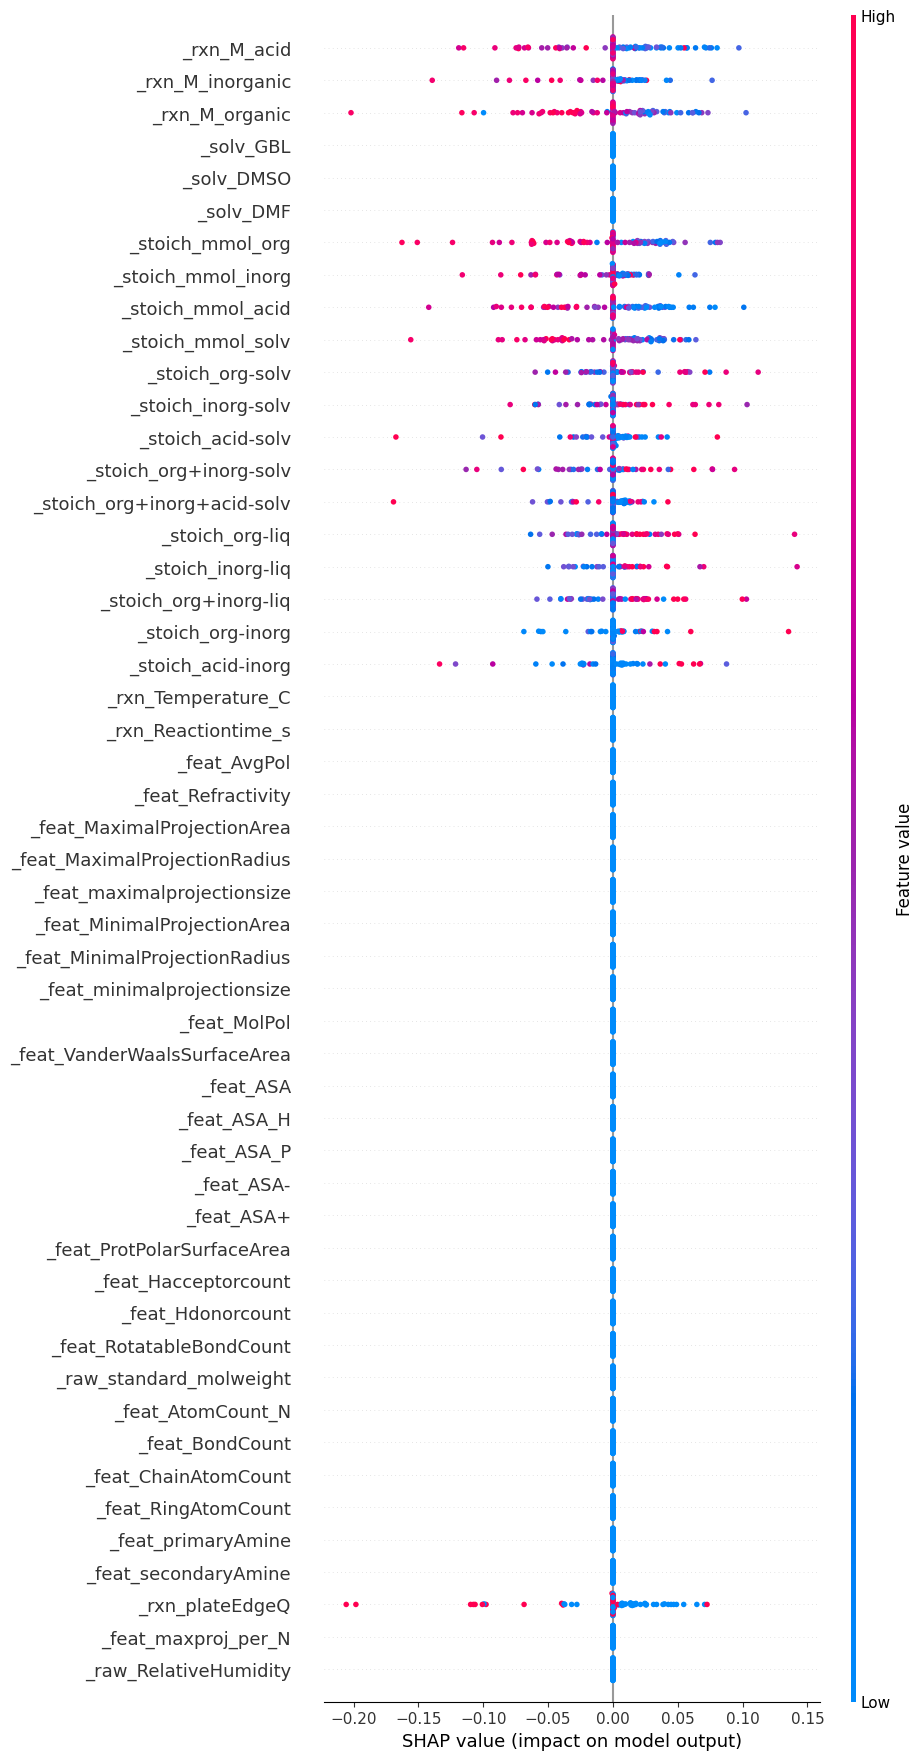 High
_rxn_M_acid
_rxn_M_inorganic
_rxn_M_organic
_solv_GBL
_solv_DMSO
_solv_DMF
_stoich_mmol_org
_stoich_mmol_inorg
_stoich_mmol_acid
_stoich_mmol_solv
_stoich_org-solv
_stoich_inorg-solv
_stoich_acid-solv
_stoich_org+inorg-solv
_stoich_org+inorg+acid-solv
_stoich_org-liq
_stoich_inorg-liq
_stoich_org+inorg-liq
_stoich_org-inorg
_stoich_acid-inorg
_rxn_Temperature_C
_rxn_Reactiontime_s
_feat_AvgPol
_feat_Refractivity
_feat_MaximalProjectionArea
_feat_MaximalProjectionRadius
_feat_maximalprojectionsize
_feat_MinimalProjectionArea
_feat_MinimalProjectionRadius
_feat_minimalprojectionsize
_feat_MolPol
_feat_VanderWaalsSurfaceArea
_feat_ASA
_feat_ASA_H
_feat_ASA_P
_feat_ASA-
_feat_ASA+
_feat_ProtPolarSurfaceArea
_feat_Hacceptorcount
_feat_Hdonorcount
_feat_RotatableBondCount
_raw_standard_molweight
_feat_AtomCount_N
_feat_BondCount
_feat_ChainAtomCount
_feat_RingAtomCount
_feat_primaryAmine
_feat_secondaryAmine
_rxn_plateEdgeQ
_feat_maxproj_per_N
_raw_RelativeHumidity
Feature value
Low
−0.20 −0.15 −0.10 −0.05 0.00 0.05 0.10 0.15
SHAP value (impact on model output)